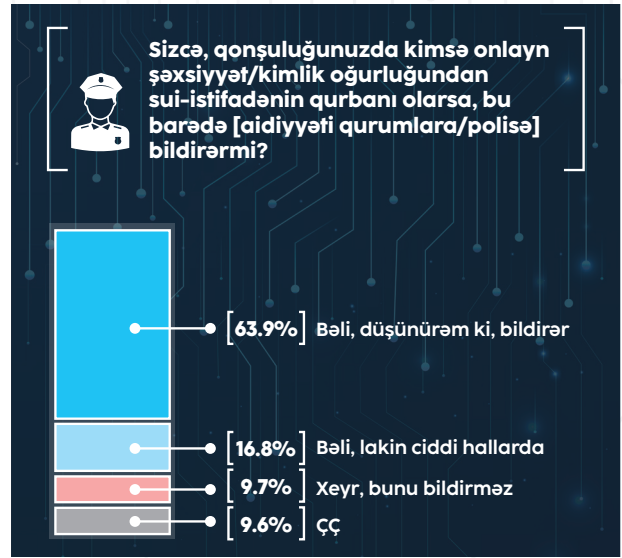 Sizcə, qonşuluğunuzda kimsə onlayn
şəxsiyyət/kimlik oğurluğundan
sui-istifadənin qurbanı olarsa, bu
barədə [aidiyyəti qurumlara/polisə]
bildirərmi?
[63.9%] Bəli, düşünürəm ki, bildirər
[16.8%] Bəli, lakin ciddi hallarda
[9.7%] Xeyr, bunu bildirməz
[9.6%] ÇÇ